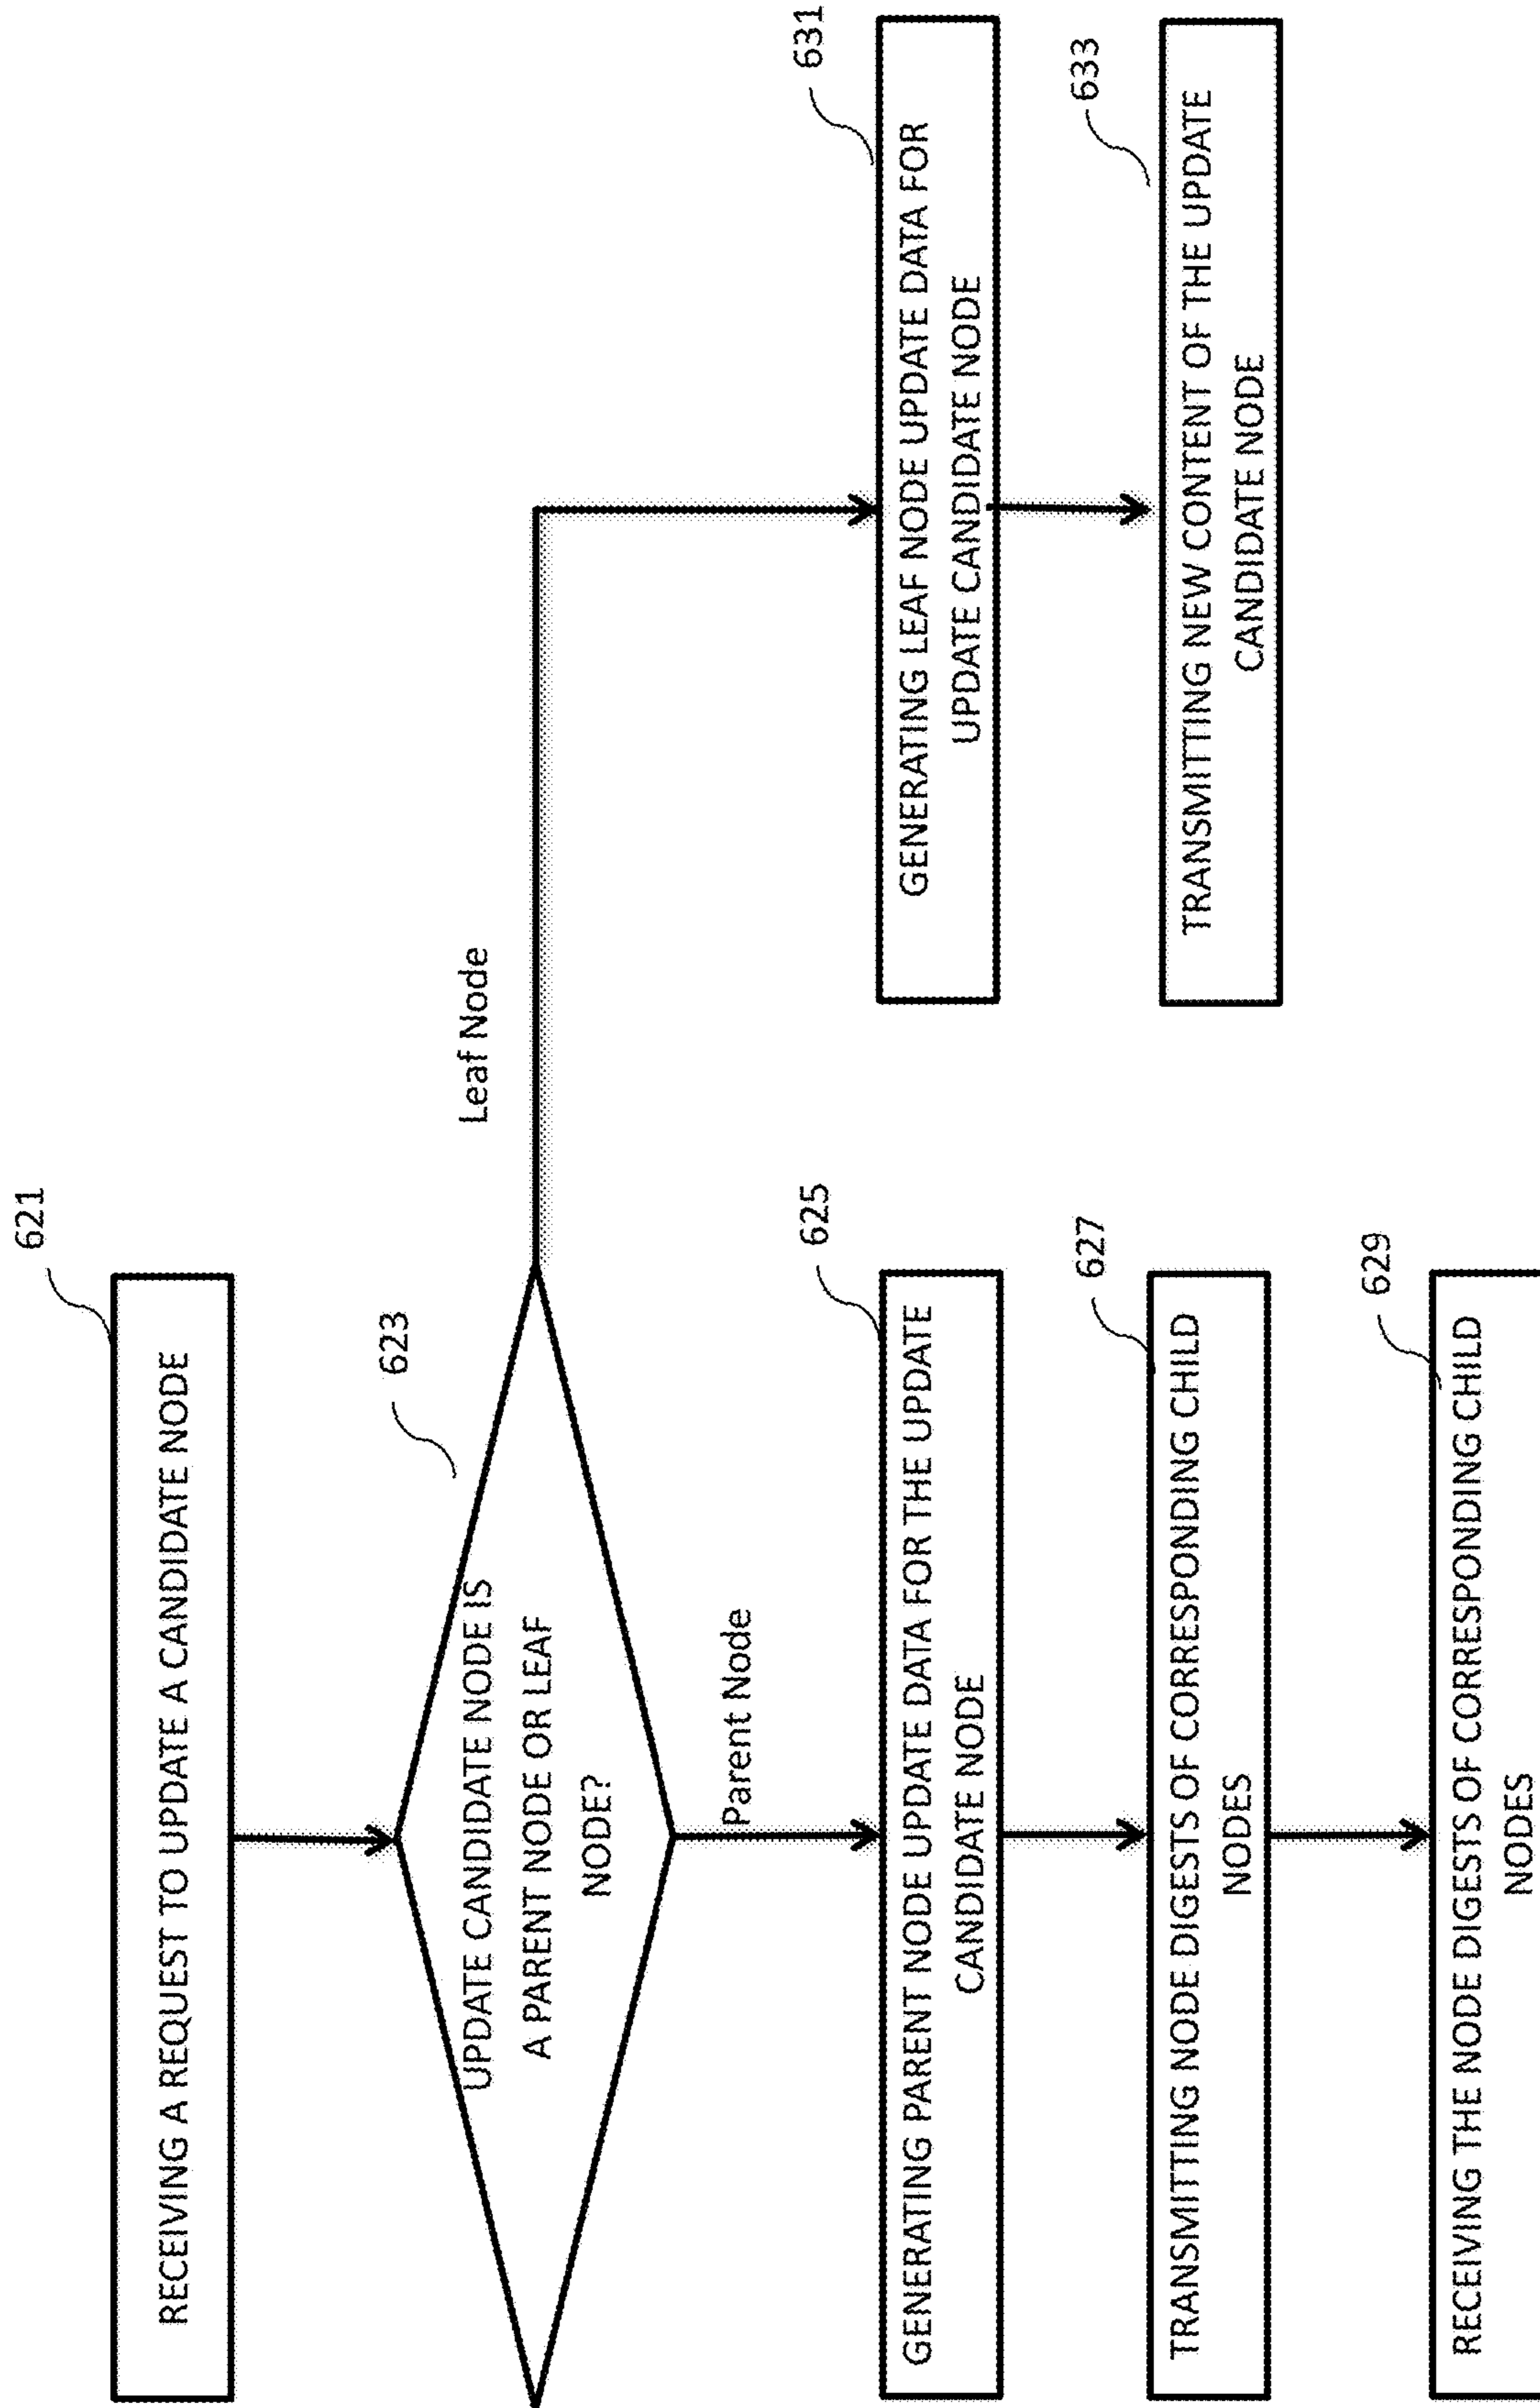 621
RECEIVING A REQUEST TO UPDATE A CANDIDATE NODE
623
UPDATE CANDIDATE NODE IS
A PARENT NODE OR LEAF
NODE?
Leaf Node
Parent Node
625
GENERATING PARENT NODE UPDATE DATA FOR THE UPDATE
CANDIDATE NODE
627
TRANSMITTING NODE DIGESTS OF CORRESPONDING CHILD
NODES
629
RECEIVING THE NODE DIGESTS OF CORRESPONDING CHILD
NODES
631
GENERATING LEAF NODE UPDATE DATA FOR
UPDATE CANDIDATE NODE
633
TRANSMITTING NEW CONTENT OF THE UPDATE
CANDIDATE NODE